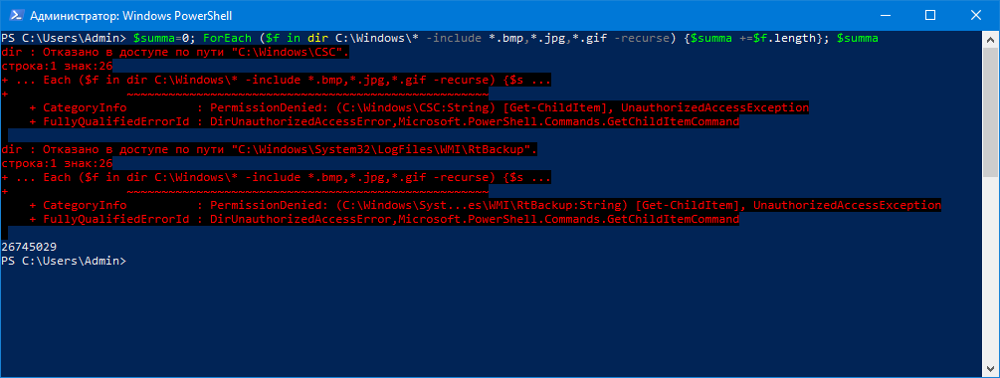 Администратор: Windows PowerShell
PS C:\Users\Admin> $summa=0; ForEach ($f in dir C:\Windows\* -include *.bmp,*.jpg,*.gif -recurse) {$summa +=$f.length}; $summa
dir : Отказано в доступе по пути "C:\Windows\CSC".
строка:1 знак:26
+ ... Each ($f in dir C:\Windows\* -include *.bmp,*.jpg,*.gif -recurse) {$s ...
+                 ~~~~~~~~~~~~~~~~~~~~~~~~~~~~~~~~~~~~~~~~~~~~~~~~~~~~
    + CategoryInfo          : PermissionDenied: (C:\Windows\CSC:String) [Get-ChildItem], UnauthorizedAccessException
    + FullyQualifiedErrorId : DirUnauthorizedAccessError,Microsoft.PowerShell.Commands.GetChildItemCommand
dir : Отказано в доступе по пути "C:\Windows\System32\LogFiles\WMI\RtBackup".
строка:1 знак:26
+ ... Each ($f in dir C:\Windows\* -include *.bmp,*.jpg,*.gif -recurse) {$s ...
+                 ~~~~~~~~~~~~~~~~~~~~~~~~~~~~~~~~~~~~~~~~~~~~~~~~~~~~
    + CategoryInfo          : PermissionDenied: (C:\Windows\Syst...es\WMI\RtBackup:String) [Get-ChildItem], UnauthorizedAccessException
    + FullyQualifiedErrorId : DirUnauthorizedAccessError,Microsoft.PowerShell.Commands.GetChildItemCommand
26745029
PS C:\Users\Admin>